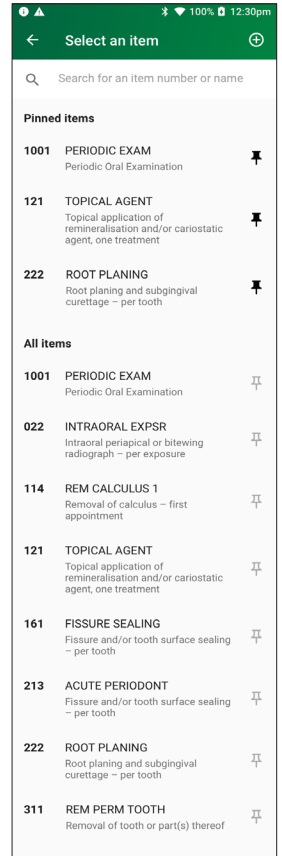 100% 12:30pm
Select an item
Search for an item number or name
Pinned items
1001 PERIODIC EXAM
Periodic Oral Examination
121 TOPICAL AGENT
Topical application of
remineralisation and/or cariostatic
agent, one treatment
222 ROOT PLANING
Root planing and subgingival
curettage – per tooth
All items
1001 PERIODIC EXAM
Periodic Oral Examination
022 INTRAORAL EXPSR
Intraoral periapical or bitewing
radiograph – per exposure
114 REM CALCULUS 1
Removal of calculus – first
appointment
121 TOPICAL AGENT
Topical application of
remineralisation and/or cariostatic
agent, one treatment
161 FISSURE SEALING
Fissure and/or tooth surface sealing
– per tooth
213 ACUTE PERIODONT
Fissure and/or tooth surface sealing
– per tooth
222 ROOT PLANING
Root planing and subgingival
curettage – per tooth
311 REM PERM TOOTH
Removal of tooth or part(s) thereof